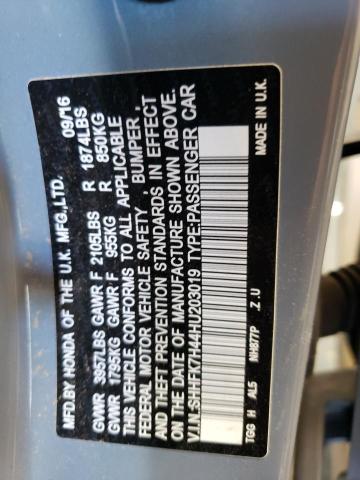 MFD.BY HONDA OF THE U.K. MFG.,LTD. 09/16
GVWR 3957LBS GAWR F 2105LBS R 1874LBS
GVWR 1795KG GAWR F 955KG R 850KG
THIS VEHICLE CONFORMS TO ALL APPLICABLE
FEDERAL MOTOR VEHICLE SAFETY, BUMPER,
AND THEFT PREVENTION STANDARDS IN EFFECT
ON THE DATE OF MANUFACTURE SHOWN ABOVE.
V.I.N.:SHHFK7H44HU203019 TYPE:PASSENGER CAR
TGG H AL5 NH877P Z.U
MADE IN U.K.